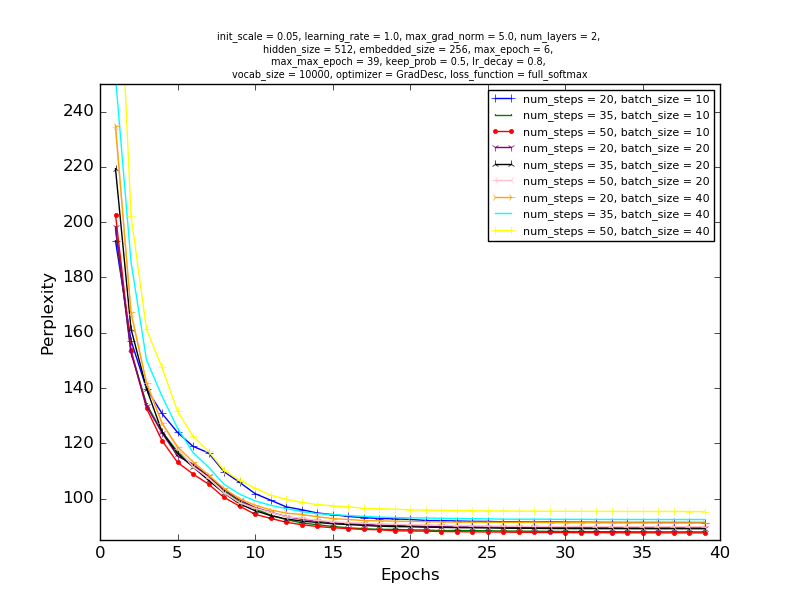 init_scale = 0.05, learning_rate = 1.0, max_grad_norm = 5.0, num_layers = 2,
hidden_size = 512, embedded_size = 256, max_epoch = 6,
max_max_epoch = 39, keep_prob = 0.5, lr_decay = 0.8,
vocab_size = 10000, optimizer = GradDesc, loss_function = full_softmax
240
220
200
180
160
140
120
100
Perplexity
num_steps = 20, batch_size = 10
num_steps = 35, batch_size = 10
num_steps = 50, batch_size = 10
num_steps = 20, batch_size = 20
num_steps = 35, batch_size = 20
num_steps = 50, batch_size = 20
num_steps = 20, batch_size = 40
num_steps = 35, batch_size = 40
num_steps = 50, batch_size = 40
0 5 10 15 20 25 30 35 40
Epochs